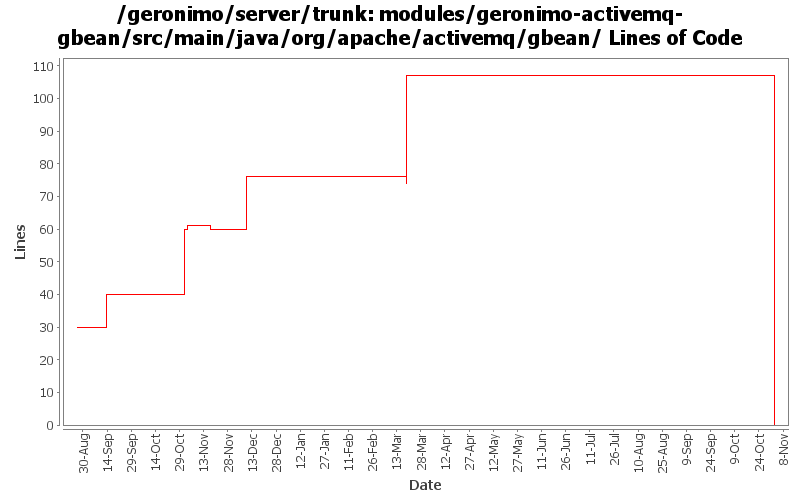 /geronimo/server/trunk: modules/geronimo-activemq-
gbean/src/main/java/org/apache/activemq/gbean/ Lines of Code
110
100
90
80
70
60
50
40
30
20
10
0
Lines
30-Aug
14-Sep
29-Sep
14-Oct
29-Oct
13-Nov
28-Nov
13-Dec
28-Dec
12-Jan
27-Jan
11-Feb
26-Feb
13-Mar
28-Mar
12-Apr
27-Apr
12-May
27-May
11-Jun
26-Jun
11-Jul
26-Jul
10-Aug
25-Aug
9-Sep
24-Sep
9-Oct
24-Oct
8-Nov
Date